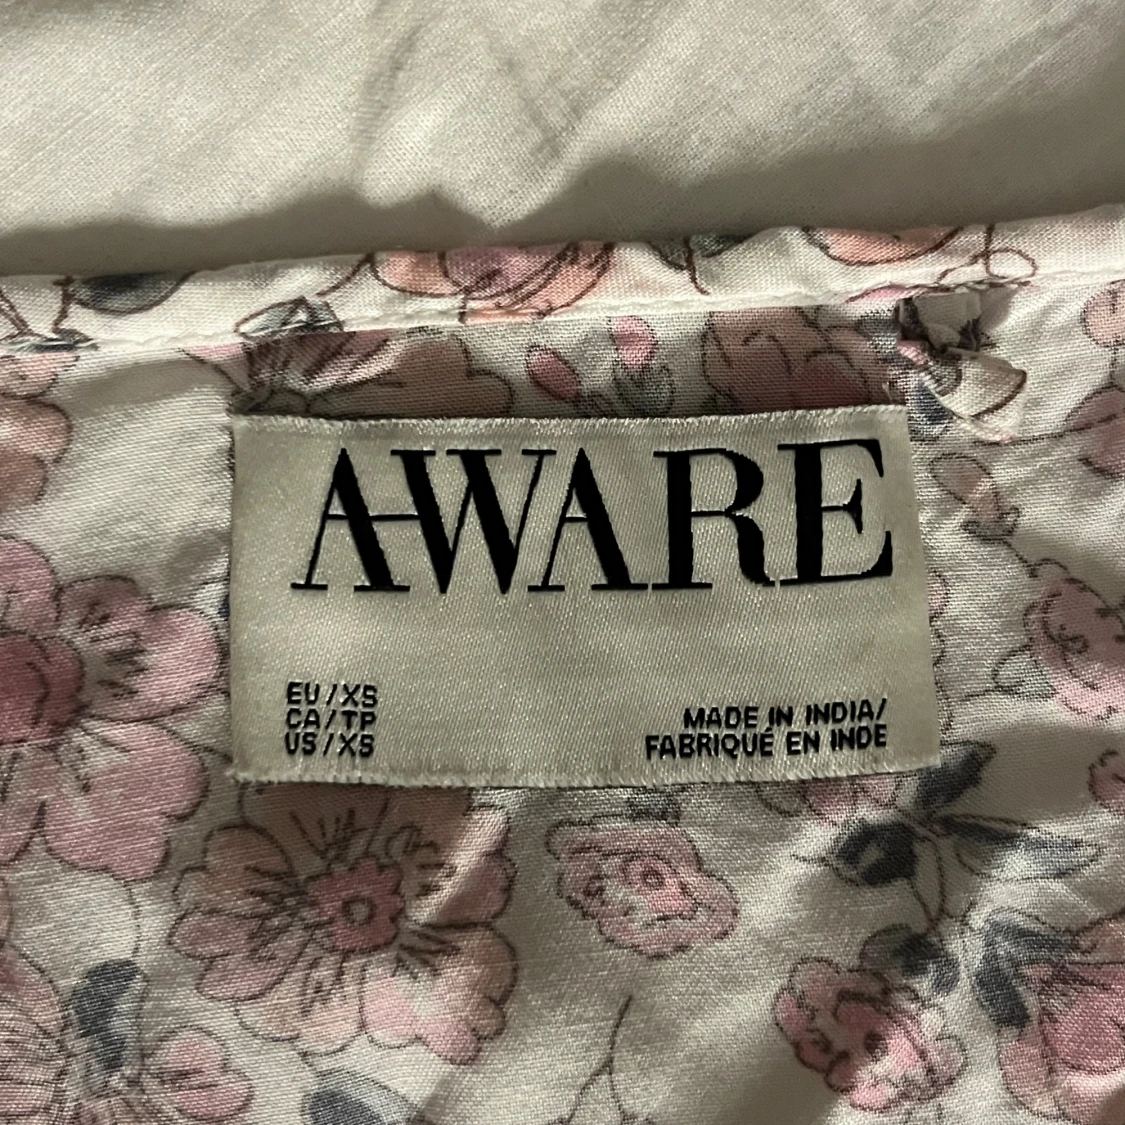 AWARE
EU/XS
CA/TP
US/XS
MADE IN INDIA/
FABRIQUÉ EN INDE